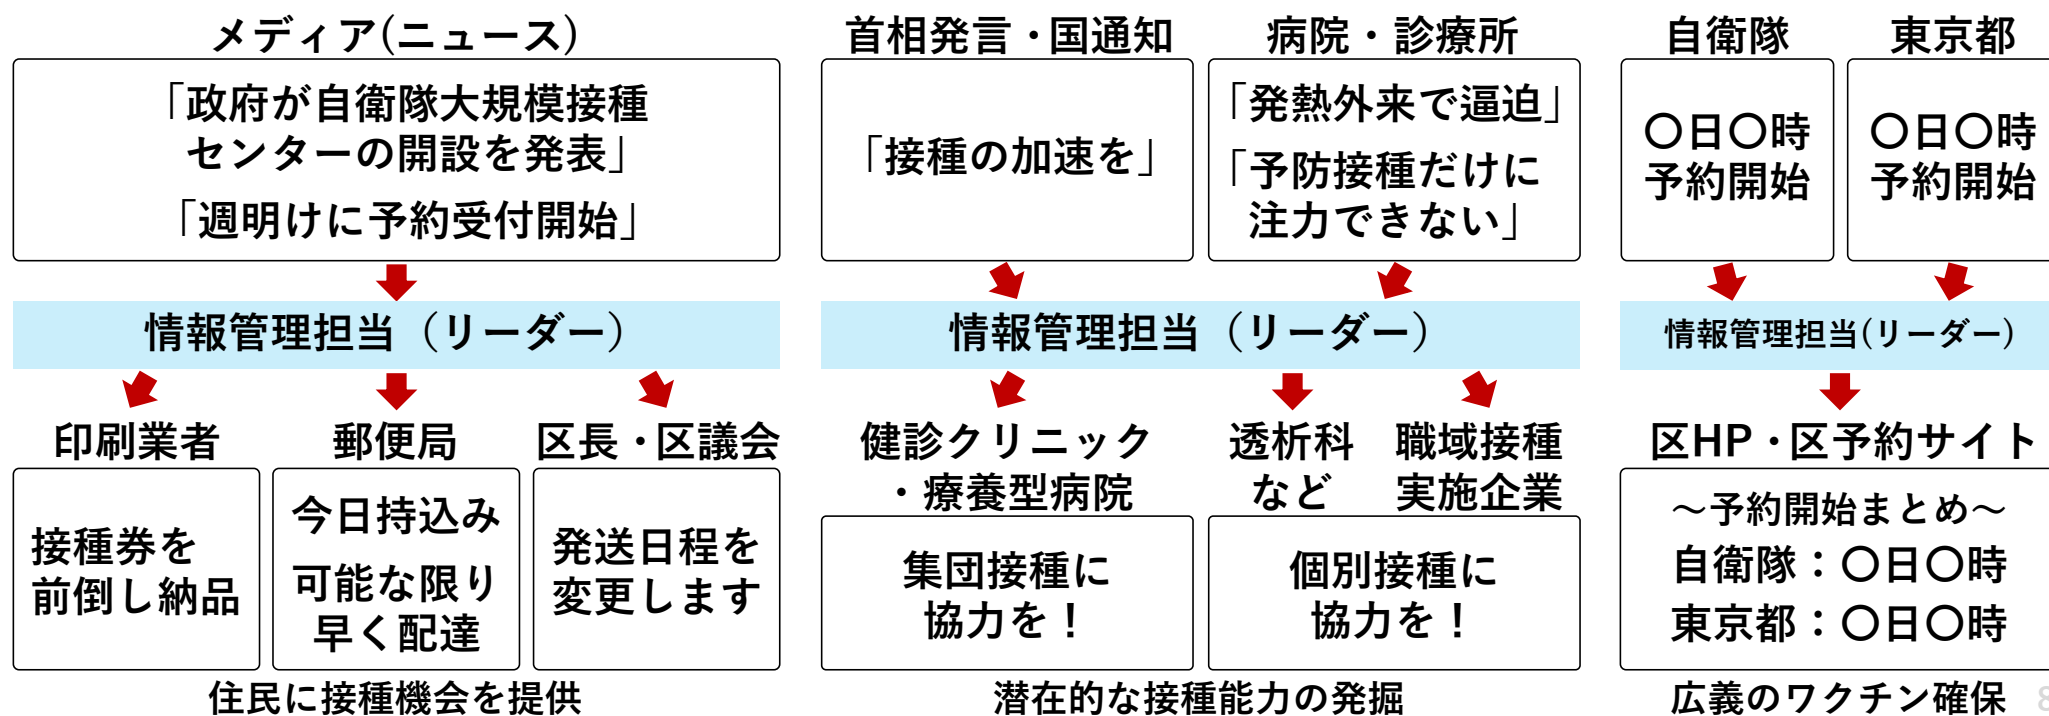 メディア(ニュース)
「政府が自衛隊大規模接種
センターの開設を発表」
「週明けに予約受付開始」
情報管理担当（リーダー）
印刷業者
接種券を
前倒し納品
郵便局
今日持込み
可能な限り
早く配達
区長・区議会
発送日程を
変更します
住民に接種機会を提供
首相発言・国通知
「接種の加速を」
病院・診療所
「発熱外来で逼迫」
「予防接種だけに
注力できない」
情報管理担当（リーダー）
健診クリニック
・療養型病院
集団接種に
協力を！
透析科
など
職域接種
実施企業
個別接種に
協力を！
潜在的な接種能力の発掘
自衛隊
〇日〇時
予約開始
東京都
〇日〇時
予約開始
情報管理担当(リーダー)
区HP・区予約サイト
～予約開始まとめ～
自衛隊：〇日〇時
東京都：〇日〇時
広義のワクチン確保